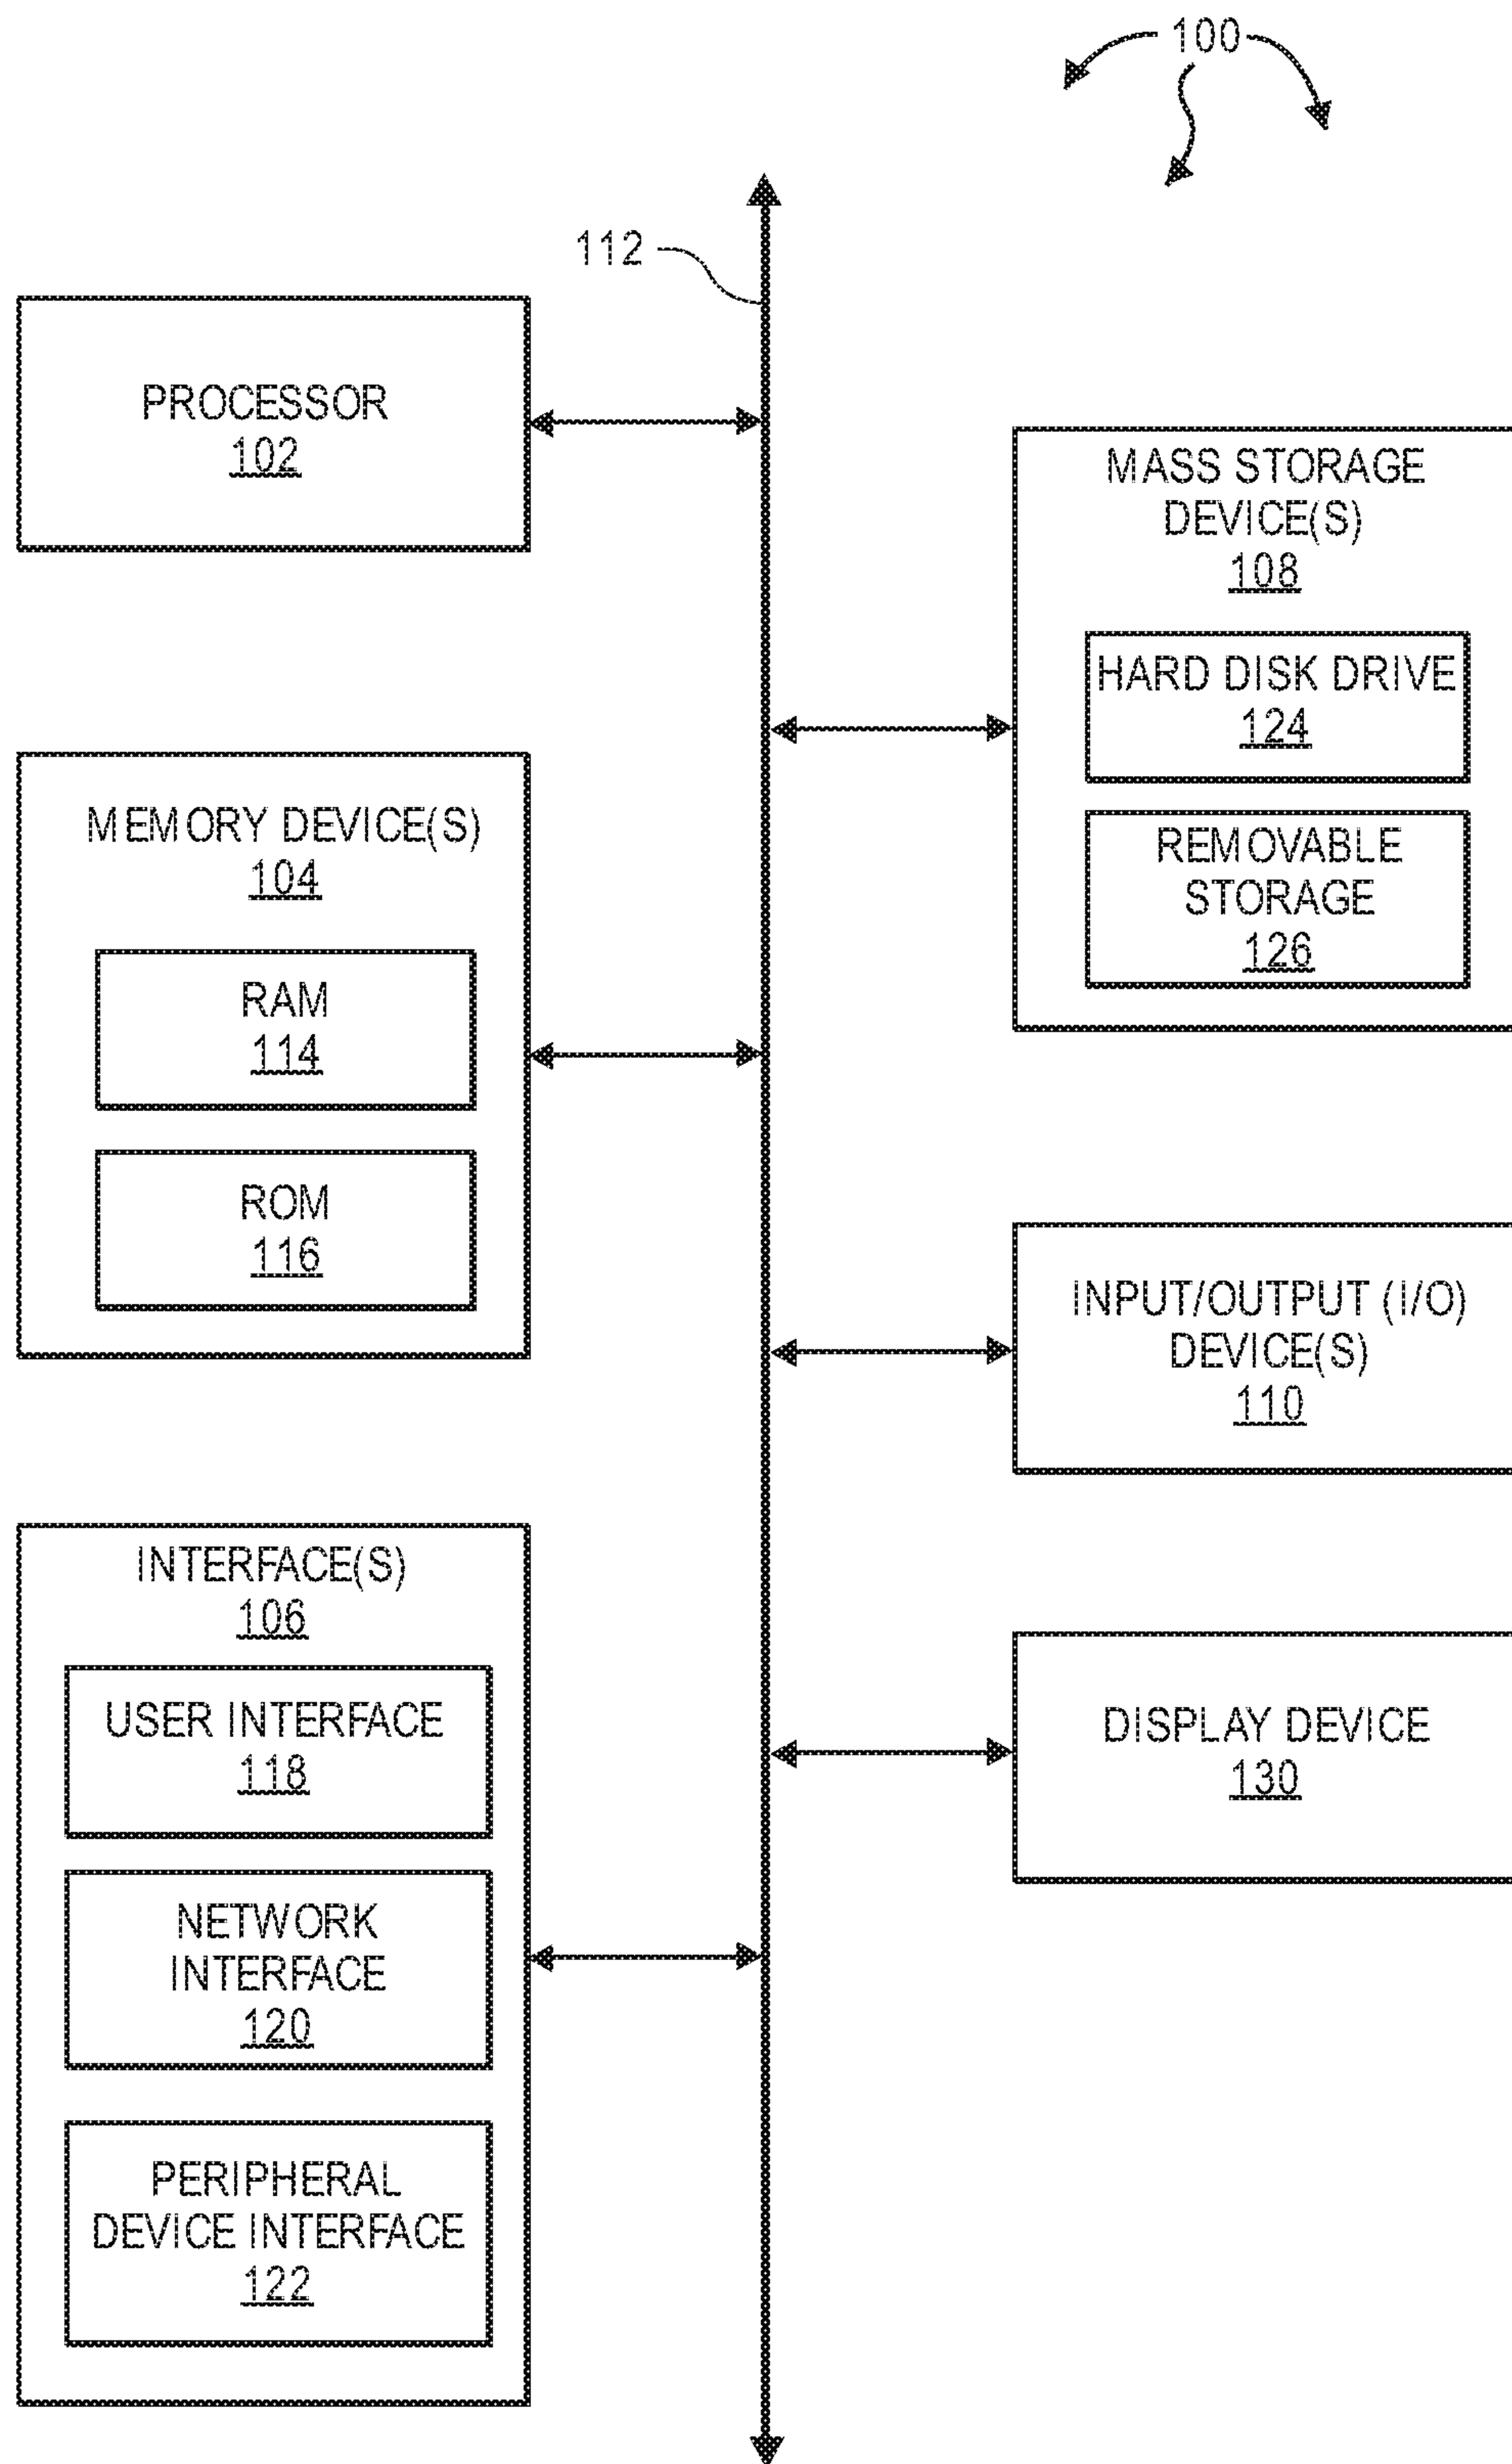 100
112
PROCESSOR
102
MASS STORAGE
DEVICE(S)
108
HARD DISK DRIVE
124
REMOVABLE
STORAGE
126
MEMORY DEVICE(S)
104
RAM
114
ROM
116
INPUT/OUTPUT (I/O)
DEVICE(S)
110
INTERFACE(S)
106
USER INTERFACE
118
NETWORK
INTERFACE
120
PERIPHERAL
DEVICE INTERFACE
122
DISPLAY DEVICE
130